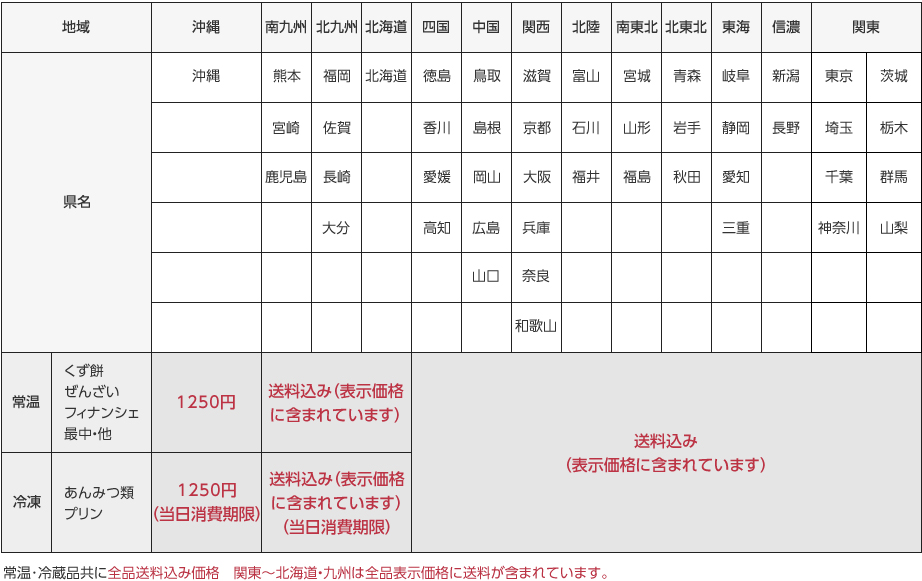 地域 沖縄 南九州 北九州 北海道 四国 中国 関西 北陸 南東北 北東北 東海 信濃 関東
県名
沖縄 熊本 福岡 北海道 徳島 鳥取 滋賀 富山 宮城 青森 岐阜 新潟 東京 茨城
宮崎 佐賀 香川 島根 京都 石川 山形 岩手 静岡 長野 埼玉 栃木
鹿児島 長崎 愛媛 岡山 大阪 福井 福島 秋田 愛知 千葉 群馬
大分 高知 広島 兵庫 三重 神奈川 山梨
山口 奈良
和歌山
常温
くず餅
ぜんざい
フィナンシェ
最中・他
1250円
送料込み（表示価格
に含まれています）
冷凍
あんみつ類
プリン
1250円
（当日消費期限）
送料込み（表示価格
に含まれています）
（当日消費期限）
送料込み
（表示価格に含まれています）
常温・冷蔵品共に全品送料込み価格　関東〜北海道・九州は全品表示価格に送料が含まれています。